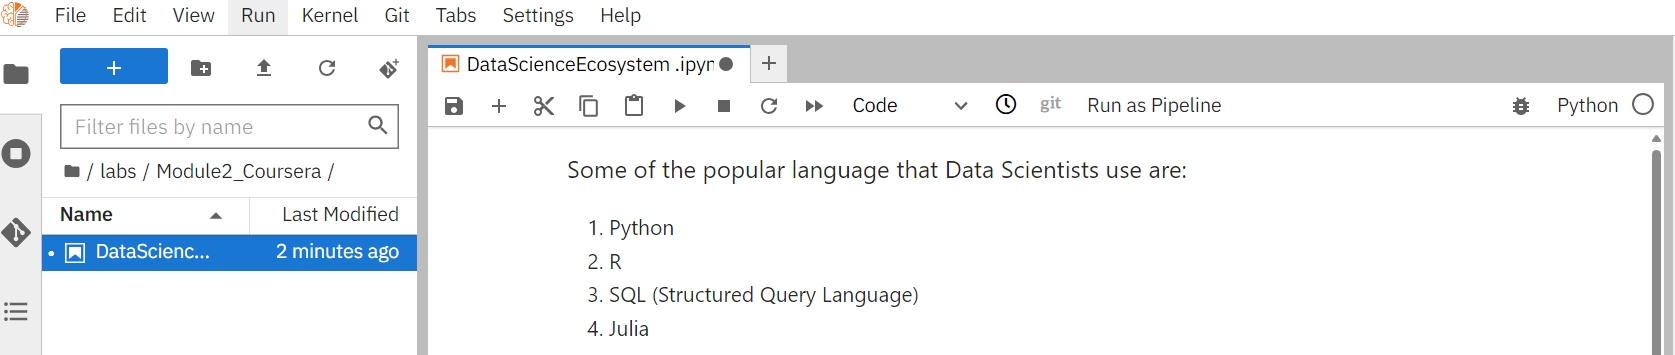 File Edit View Run Kernel Git Tabs Settings Help
+
Filter files by name
/ labs / Module2_Coursera /
Name Last Modified
DataScienc... 2 minutes ago
DataScienceEcosystem .ipyn
+
+ Code git Run as Pipeline Python
Some of the popular language that Data Scientists use are:
1. Python
2. R
3. SQL (Structured Query Language)
4. Julia